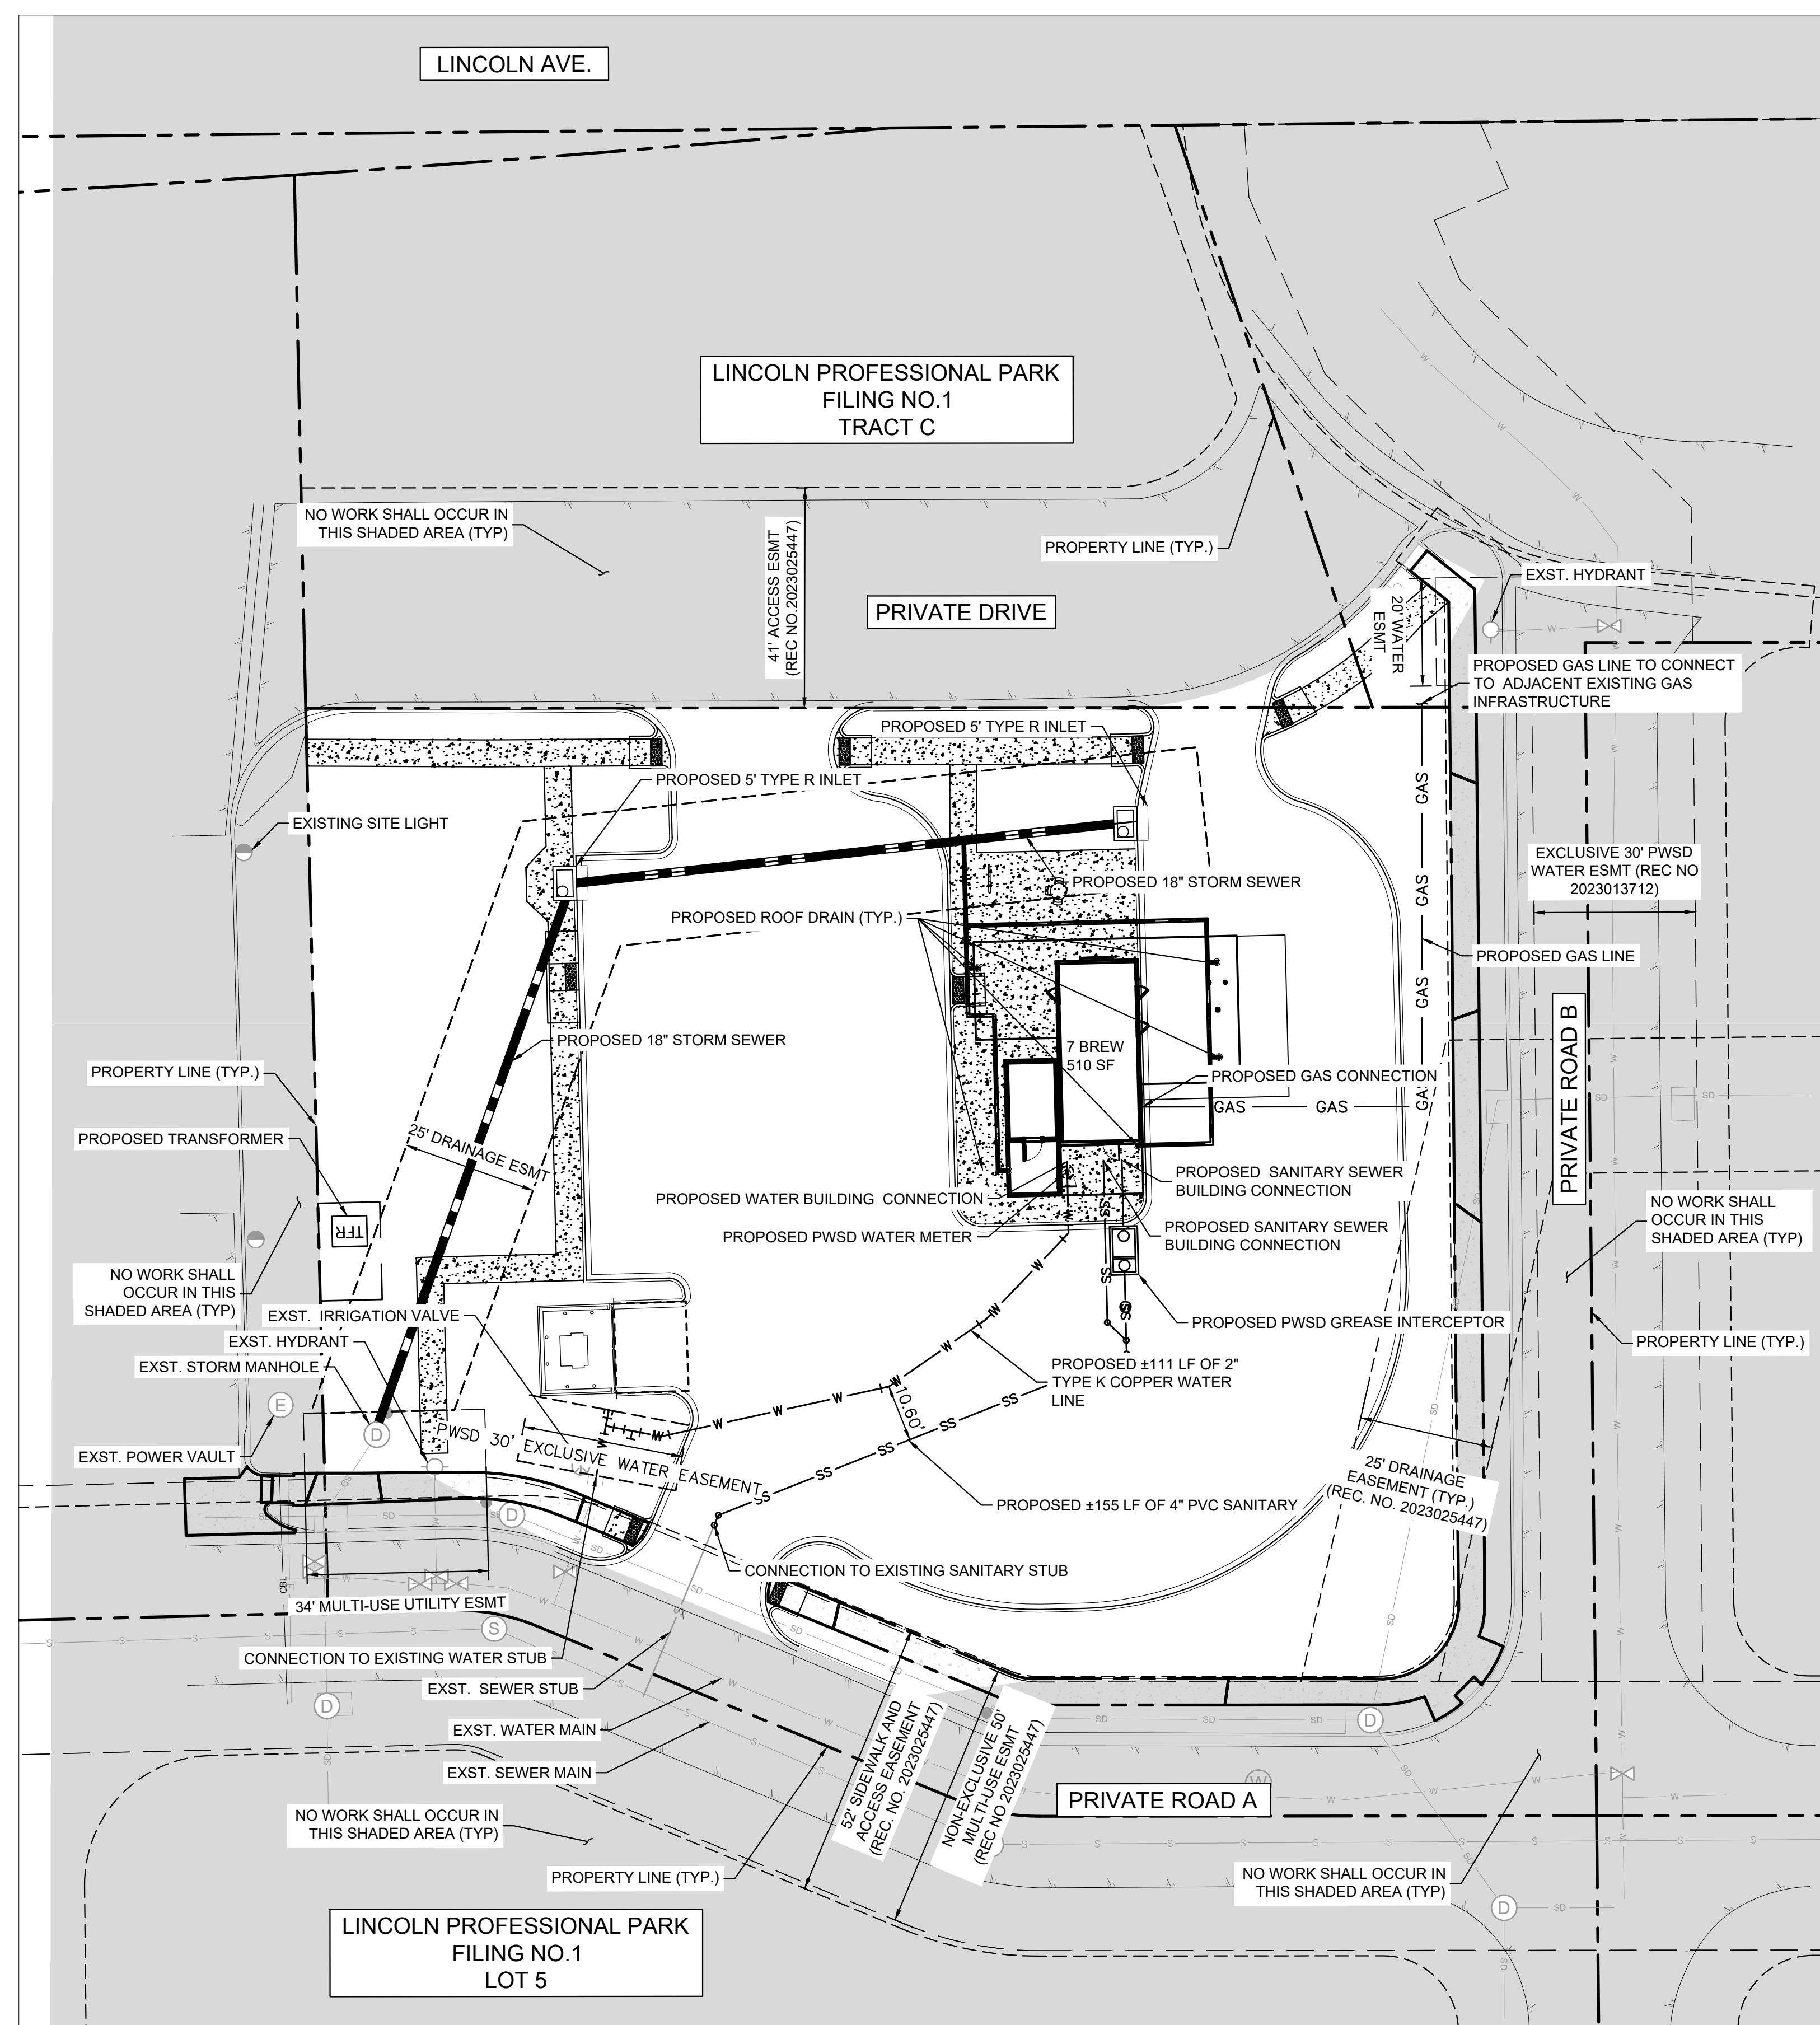 LINCOLN AVE.
LINCOLN PROFESSIONAL PARK
FILING NO.1
TRACT C
NO WORK SHALL OCCUR IN
THIS SHADED AREA (TYP)
41' ACCESS ESMT
(REC NO.2023025447)
PROPERTY LINE (TYP.)
PRIVATE DRIVE
EXST. HYDRANT
20' WATER
ESMT
PROPOSED GAS LINE TO CONNECT
TO ADJACENT EXISTING GAS
INFRASTRUCTURE
PROPOSED 5' TYPE R INLET
PROPOSED 5' TYPE R INLET
EXISTING SITE LIGHT
PROPOSED 18" STORM SEWER
EXCLUSIVE 30' PWSD
WATER ESMT (REC NO
2023013712)
PROPOSED ROOF DRAIN (TYP.)
PROPOSED GAS LINE
GAS
GAS
GAS
GAS
PROPOSED 18" STORM SEWER
7 BREW
510 SF
PRIVATE ROAD B
PROPERTY LINE (TYP.)
PROPOSED GAS CONNECTION
GAS
GAS
PROPOSED TRANSFORMER
25' DRAINAGE ESMT
TFR
PROPOSED WATER BUILDING CONNECTION
PROPOSED SANITARY SEWER
BUILDING CONNECTION
PROPOSED PWSD WATER METER
PROPOSED SANITARY SEWER
BUILDING CONNECTION
NO WORK SHALL
OCCUR IN THIS
SHADED AREA (TYP)
NO WORK SHALL
OCCUR IN THIS
SHADED AREA (TYP)
EXST. IRRIGATION VALVE
PROPOSED PWSD GREASE INTERCEPTOR
EXST. HYDRANT
PROPERTY LINE (TYP.)
EXST. STORM MANHOLE
PROPOSED ±111 LF OF 2"
TYPE K COPPER WATER
LINE
10.60'
E
D
PWSD 30' EXCLUSIVE WATER EASEMENT
EXST. POWER VAULT
25' DRAINAGE
EASEMENT (TYP.)
(REC. NO. 2023025447)
PROPOSED ±155 LF OF 4" PVC SANITARY
D
CONNECTION TO EXISTING SANITARY STUB
CBL
34' MULTI-USE UTILITY ESMT
S
CONNECTION TO EXISTING WATER STUB
EXST. SEWER STUB
D
EXST. WATER MAIN
D
EXST. SEWER MAIN
52' SIDEWALK AND
ACCESS EASEMENT
(REC. NO. 2023025447)
NON-EXCLUSIVE 50'
MULTI-USE ESMT
(REC NO 2023025447)
W
PRIVATE ROAD A
NO WORK SHALL OCCUR IN
THIS SHADED AREA (TYP)
PROPERTY LINE (TYP.)
NO WORK SHALL OCCUR IN
THIS SHADED AREA (TYP)
D
LINCOLN PROFESSIONAL PARK
FILING NO.1
LOT 5